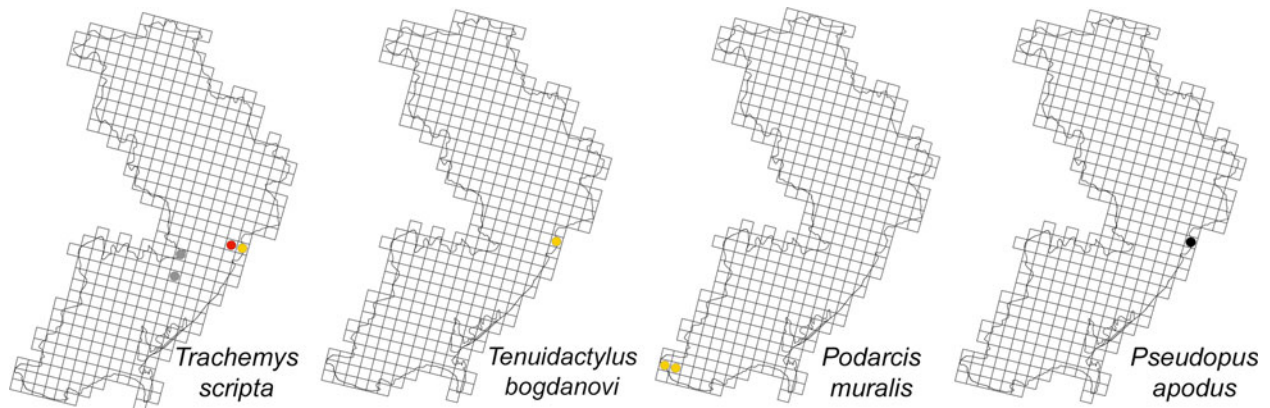 Trachemys
scripta
Tenuidactylus
bogdanovi
Podarcis
muralis
Pseudopus
apodus